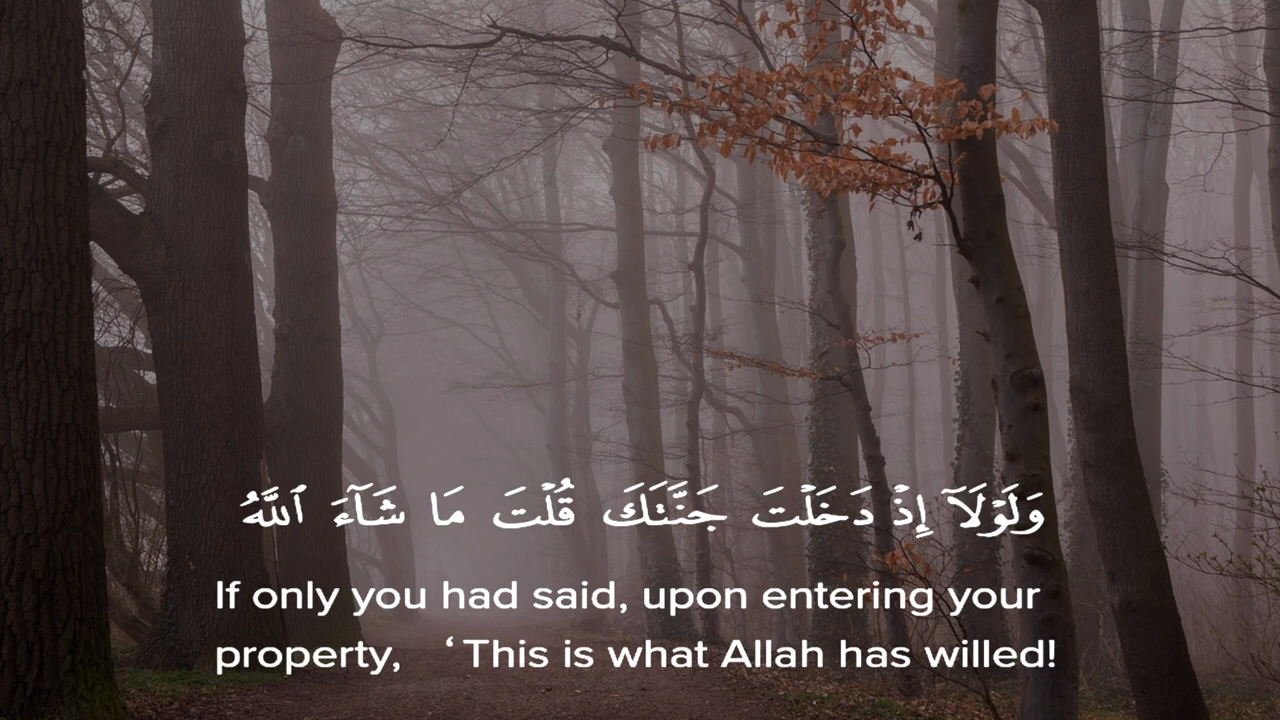 وَلَوْلَآ إِذْ دَخَلْتَ جَنَّتَكَ قُلْتَ مَا شَآءَ ٱللَّهُ
If only you had said, upon entering your
property, ‘This is what Allah has willed!